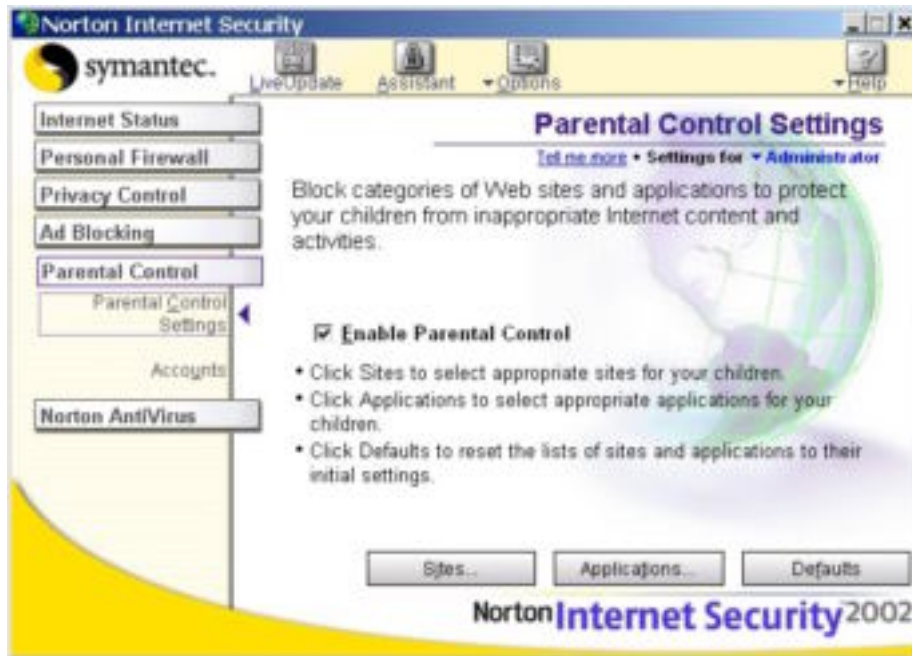 Norton Internet Security
symantec.
LiveUpdate
Assistant
Options
Help
Internet Status
Personal Firewall
Privacy Control
Ad Blocking
Parental Control
Parental Control
Settings
Accounts
Norton AntiVirus
Parental Control Settings
Tell me more • Settings for Administrator
Block categories of Web sites and applications to protect
your children from inappropriate Internet content and
activities.
Enable Parental Control
• Click Sites to select appropriate sites for your children.
• Click Applications to select appropriate applications for your
children.
• Click Defaults to reset the lists of sites and applications to their
initial settings.
Sites...
Applications...
Defaults
Norton Internet Security 2002